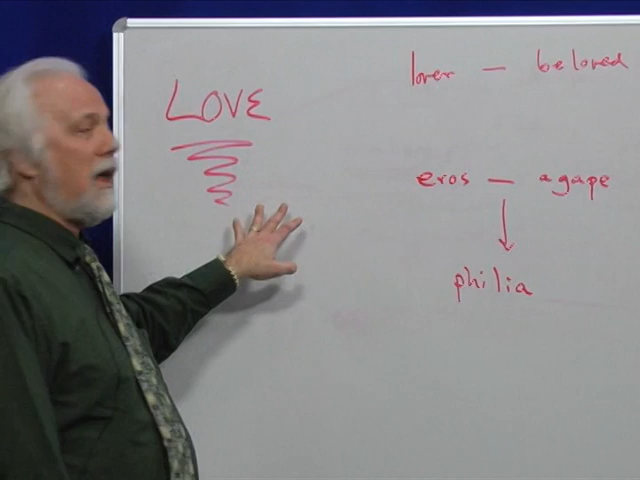 LOVE
lover — beloved
eros — agape
philia